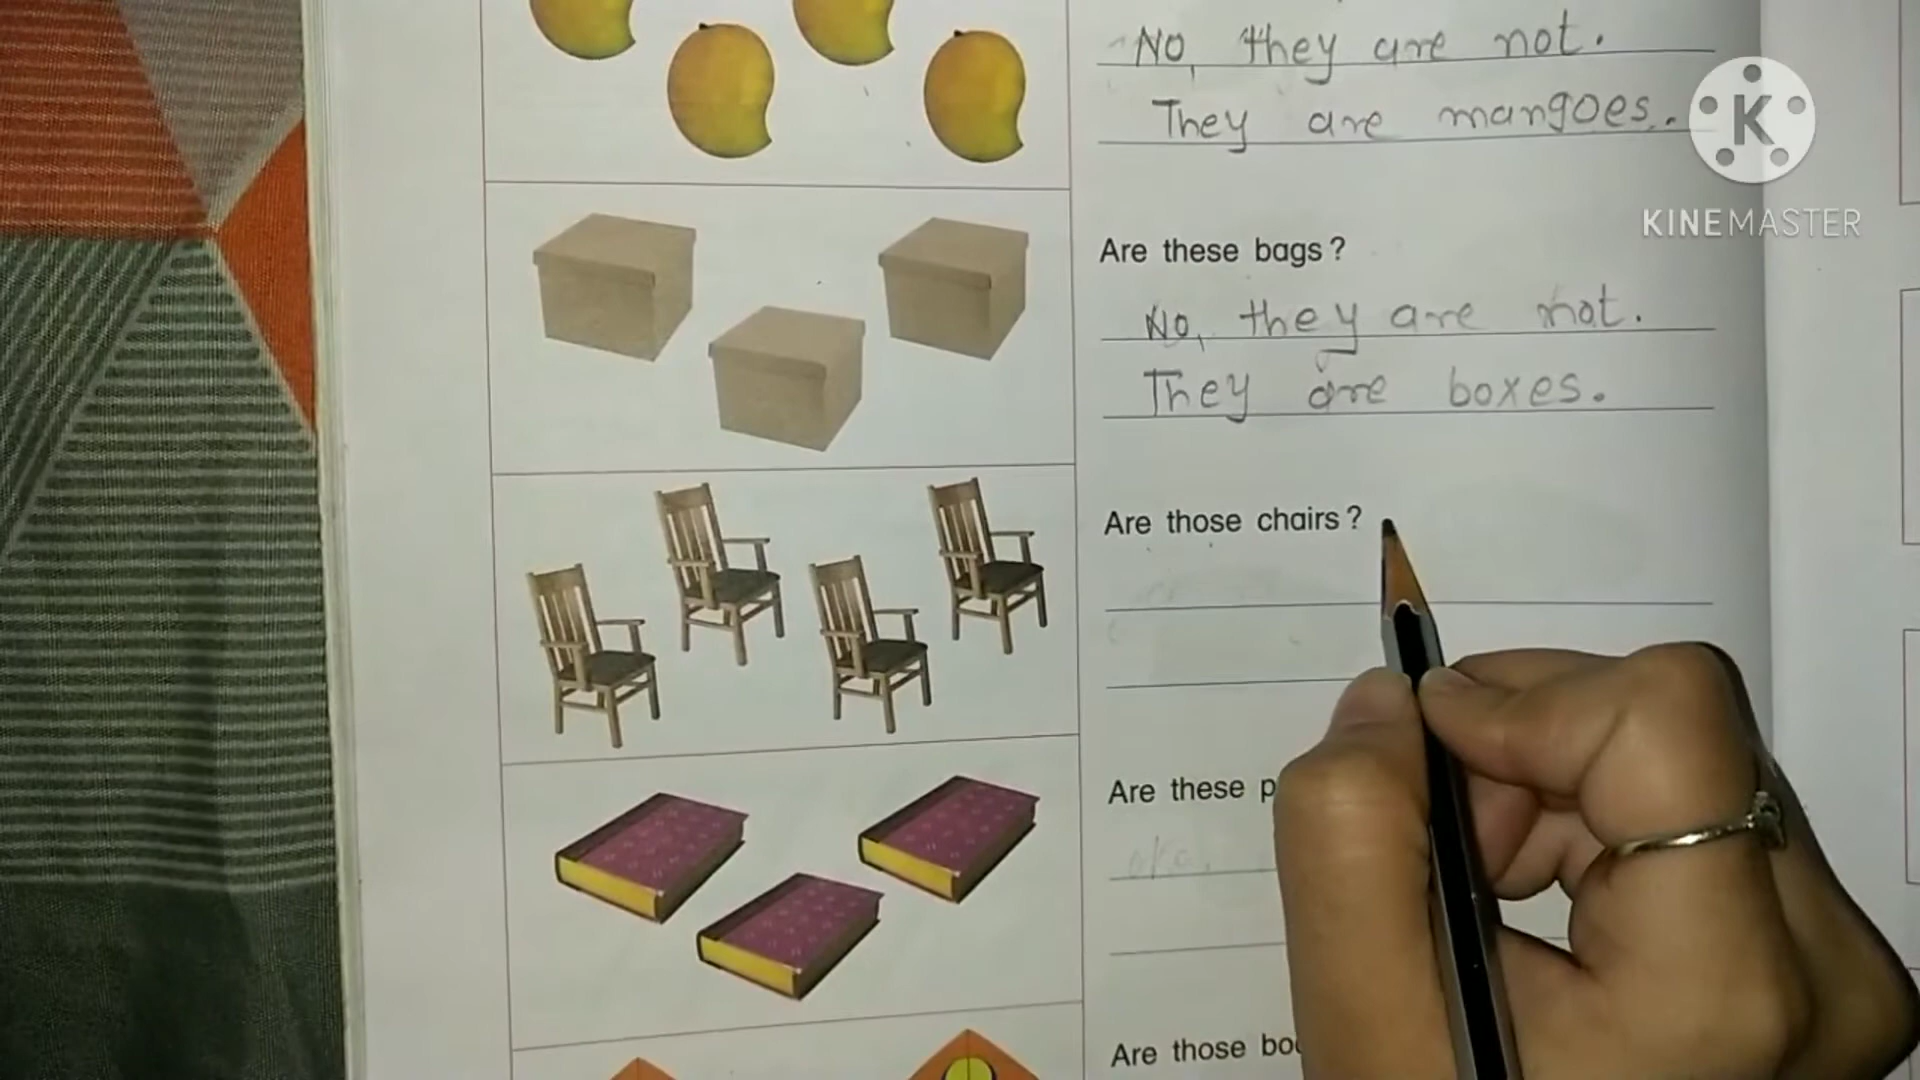 No, they are not.
They are mangoes.
K
KINEMASTER
Are these bags?
No, they are not.
They are boxes.
Are those chairs?
Are these
Are those